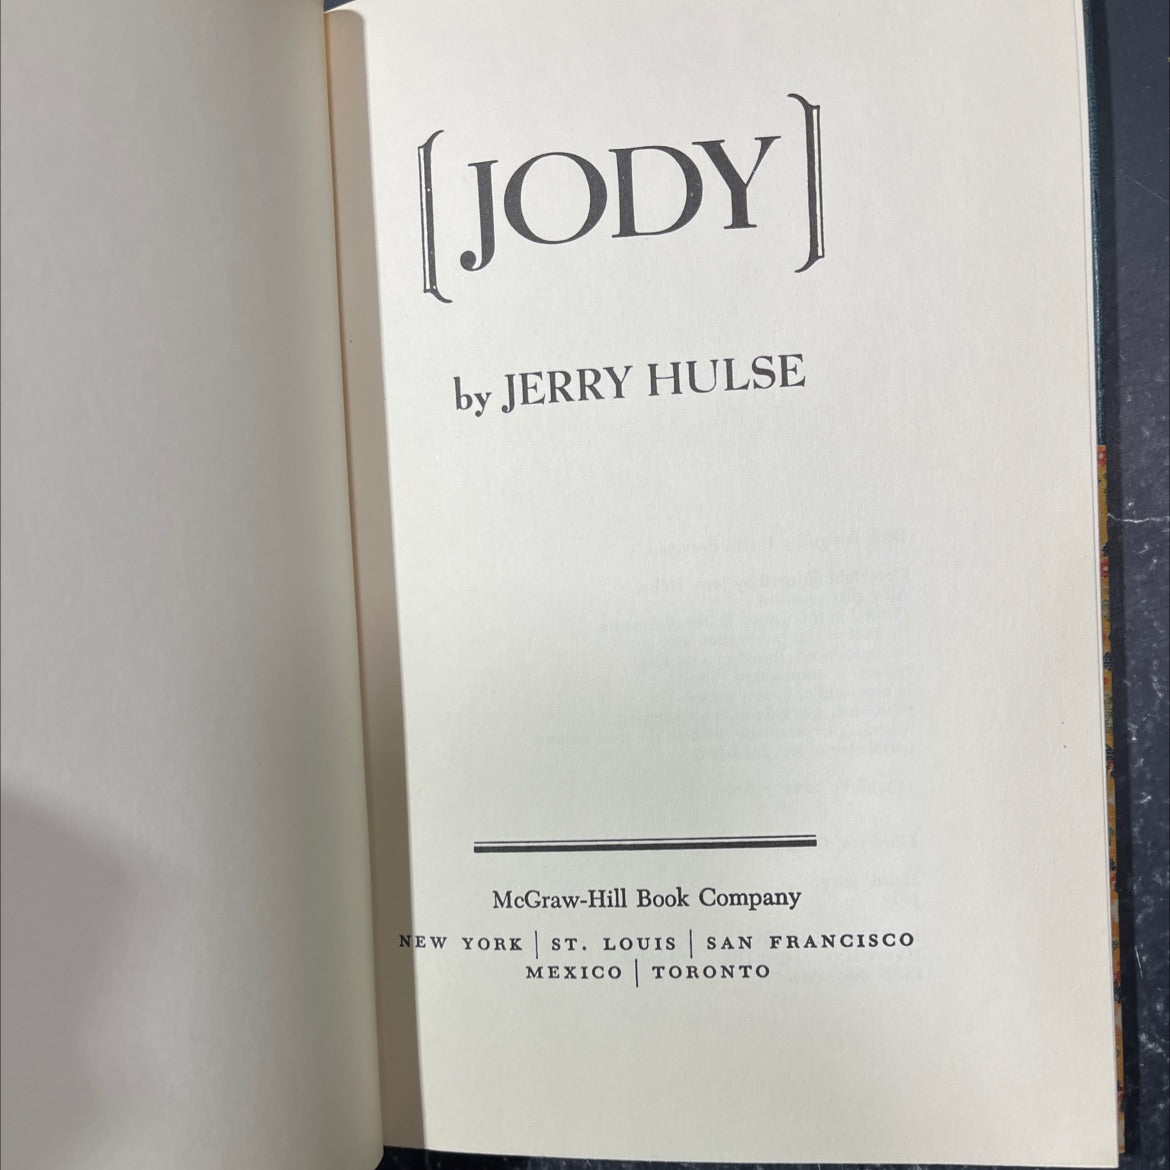 [JODY]
by JERRY HULSE
McGraw-Hill Book Company
NEW YORK | ST. LOUIS | SAN FRANCISCO
MEXICO | TORONTO